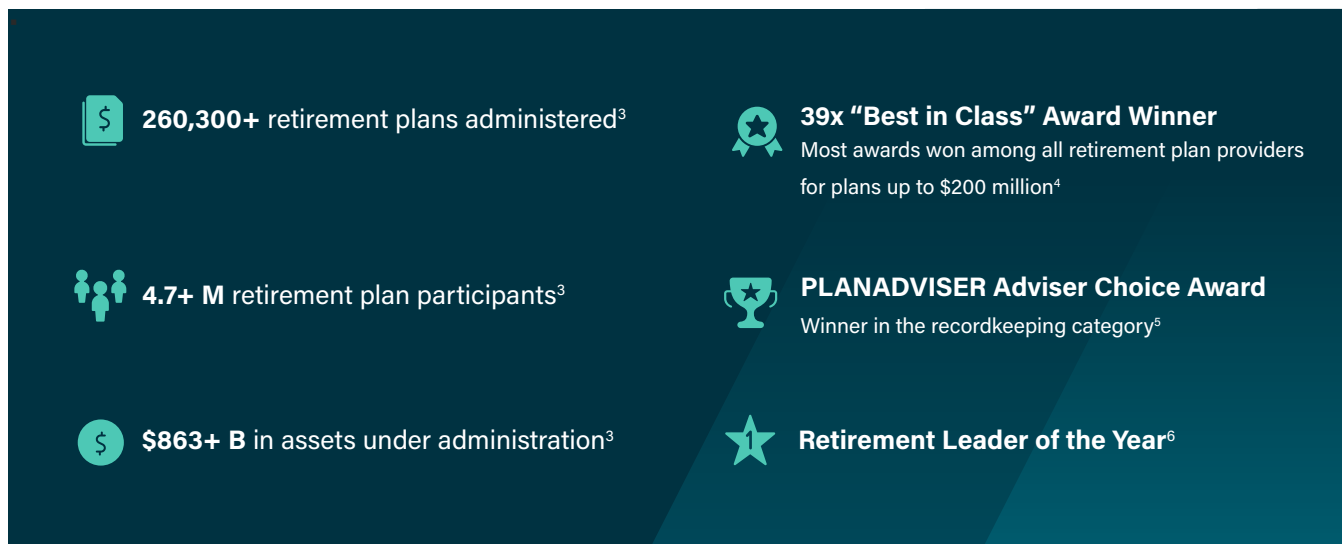 260,300+ retirement plans administered3
4.7+ M retirement plan participants3
$863+ B in assets under administration3
39x “Best in Class” Award Winner
Most awards won among all retirement plan providers
for plans up to $200 million4
PLANADVISER Adviser Choice Award
Winner in the recordkeeping category5
1
Retirement Leader of the Year6